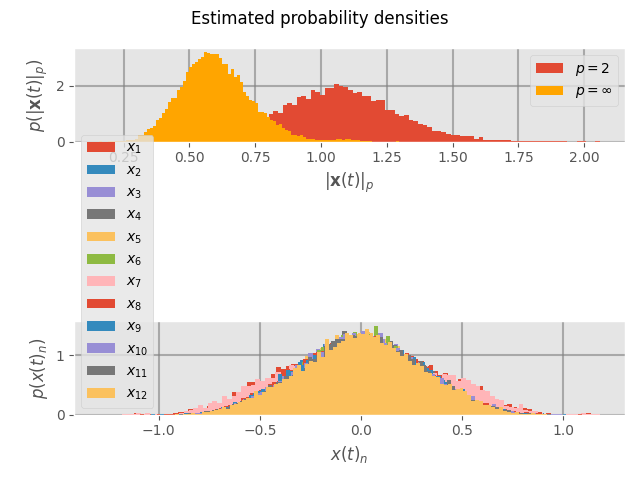 Estimated probability densities
p(|x(t)|ₚ)
2
0
p = 2
p = ∞
0.25 0.50 0.75 1.00 1.25 1.50 1.75 2.00
|x(t)|ₚ
x₁
x₂
x₃
x₄
x₅
x₆
x₇
x₈
x₉
x₁₀
x₁₁
x₁₂
p(x(t)ₙ)
1
0
−1.0 −0.5 0.0 0.5 1.0
x(t)ₙ